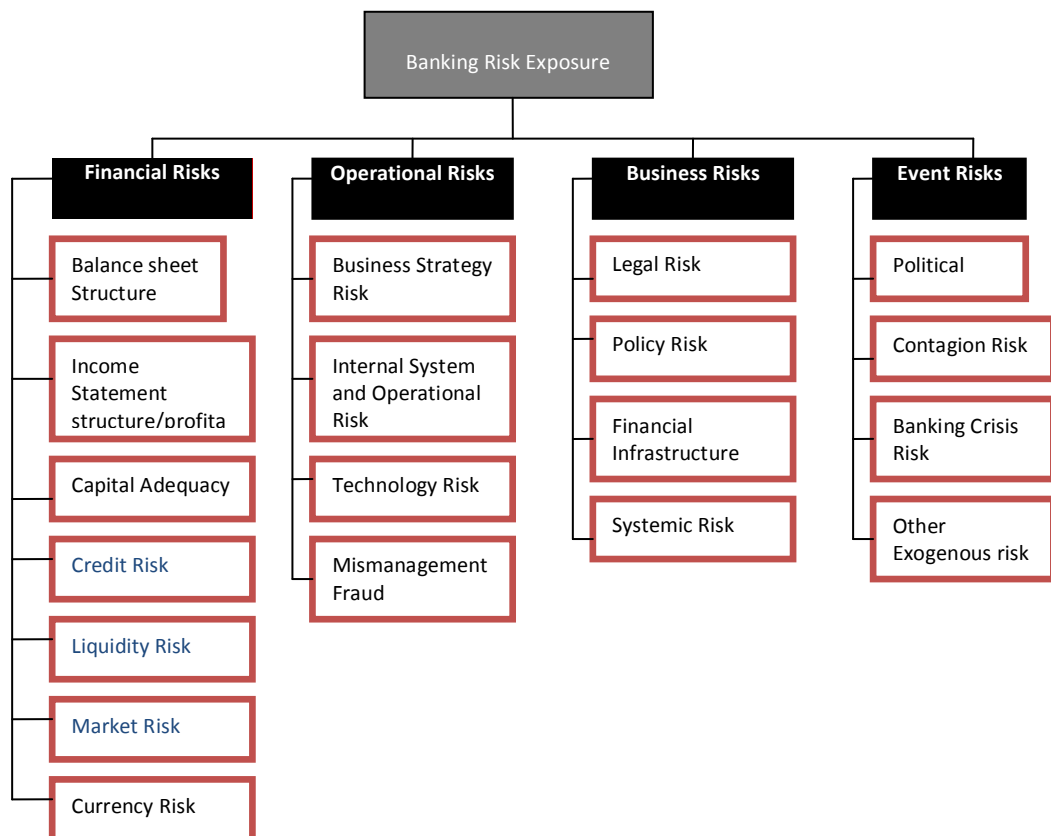 Banking Risk Exposure
Financial Risks
Balance sheet
Structure
Income
Statement
structure/profita
Capital Adequacy
Credit Risk
Liquidity Risk
Market Risk
Currency Risk
Operational Risks
Business Strategy
Risk
Internal System
and Operational
Risk
Technology Risk
Mismanagement
Fraud
Business Risks
Legal Risk
Policy Risk
Financial
Infrastructure
Systemic Risk
Event Risks
Political
Contagion Risk
Banking Crisis
Risk
Other
Exogenous risk